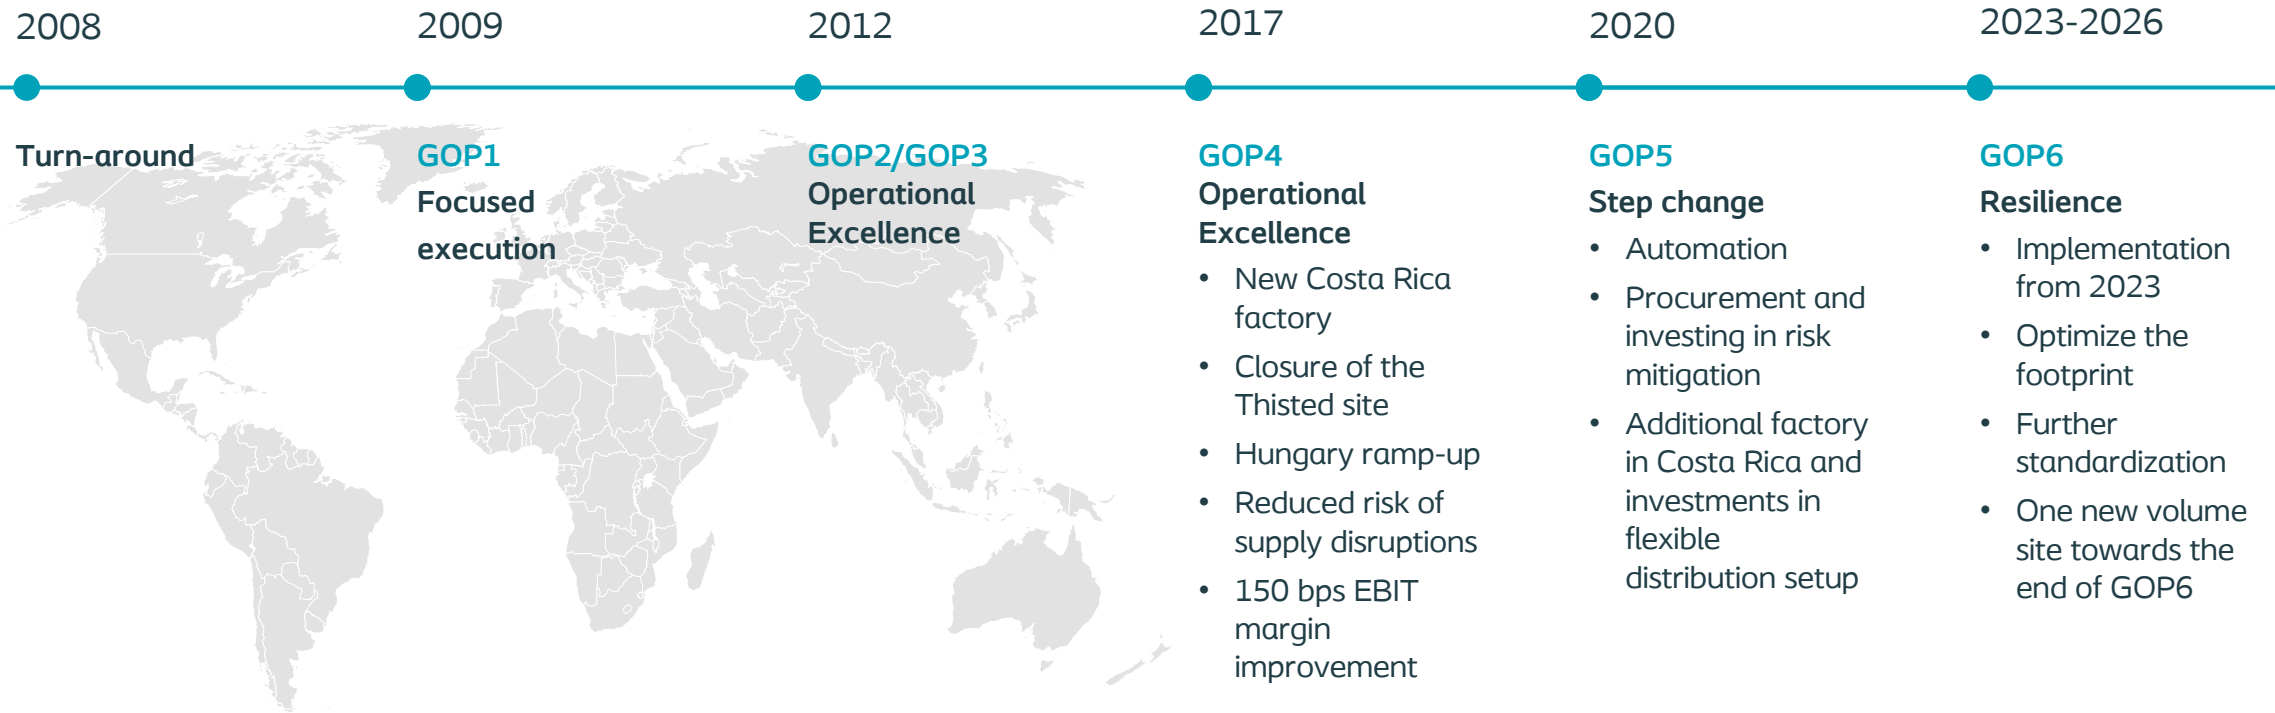 2008
Turn-around
2009
GOP1
Focused
execution
2012
GOP2/GOP3
Operational
Excellence
2017
GOP4
Operational
Excellence
• New Costa Rica
factory
• Closure of the
Thisted site
• Hungary ramp-up
• Reduced risk of
supply disruptions
• 150 bps EBIT
margin
improvement
2020
GOP5
Step change
• Automation
• Procurement and
investing in risk
mitigation
• Additional factory
in Costa Rica and
investments in
flexible
distribution setup
2023-2026
GOP6
Resilience
• Implementation
from 2023
• Optimize the
footprint
• Further
standardization
• One new volume
site towards the
end of GOP6